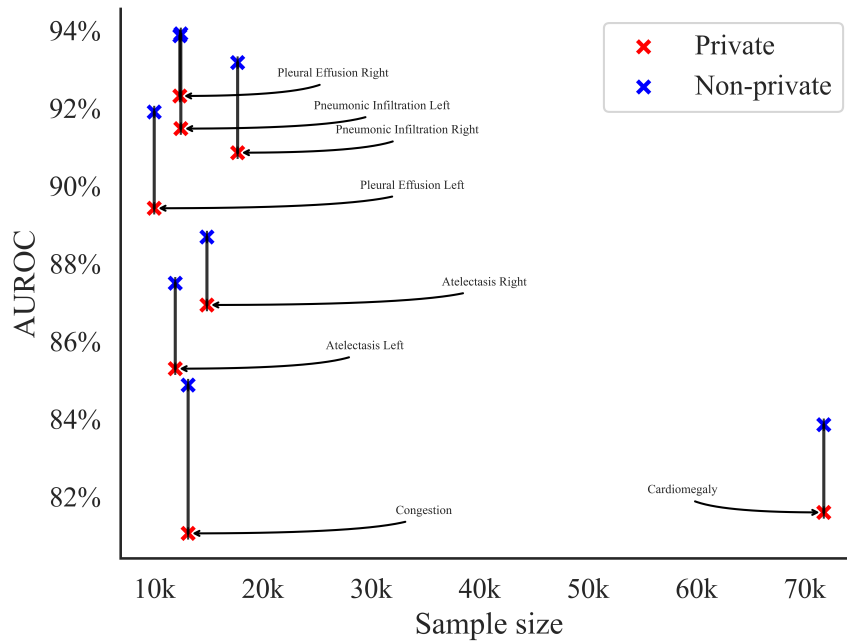 94%
92%
90%
88%
86%
84%
82%
AUROC
Private
Non-private
Pleural Effusion Right
Pneumonic Infiltration Left
Pneumonic Infiltration Right
Pleural Effusion Left
Atelectasis Right
Atelectasis Left
Cardiomegaly
Congestion
10k 20k 30k 40k 50k 60k 70k
Sample size